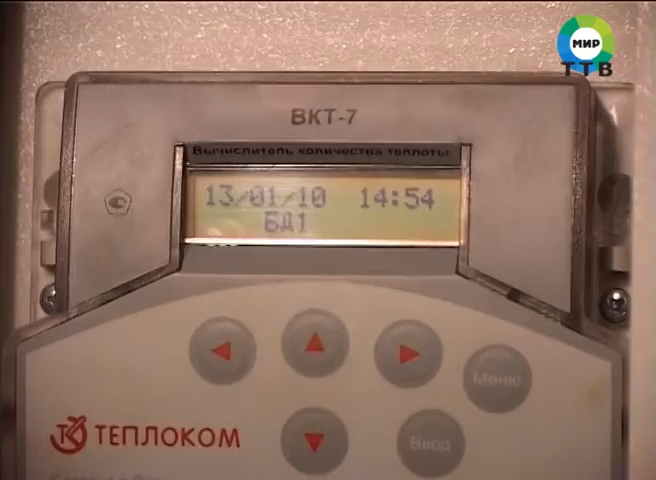 МИР
ТТВ
ВКТ-7
Вычислитель количества теплоты
13/01/10 14:54
БД1
Меню
ТЕПЛОКОМ
Ввод